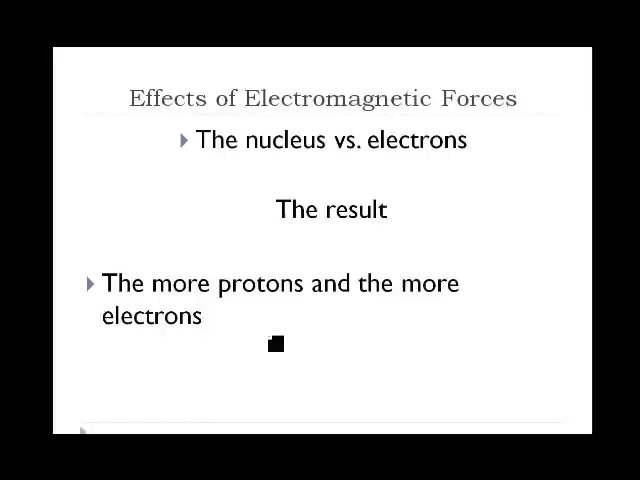 Effects of Electromagnetic Forces
The nucleus vs. electrons
The result
The more protons and the more
electrons